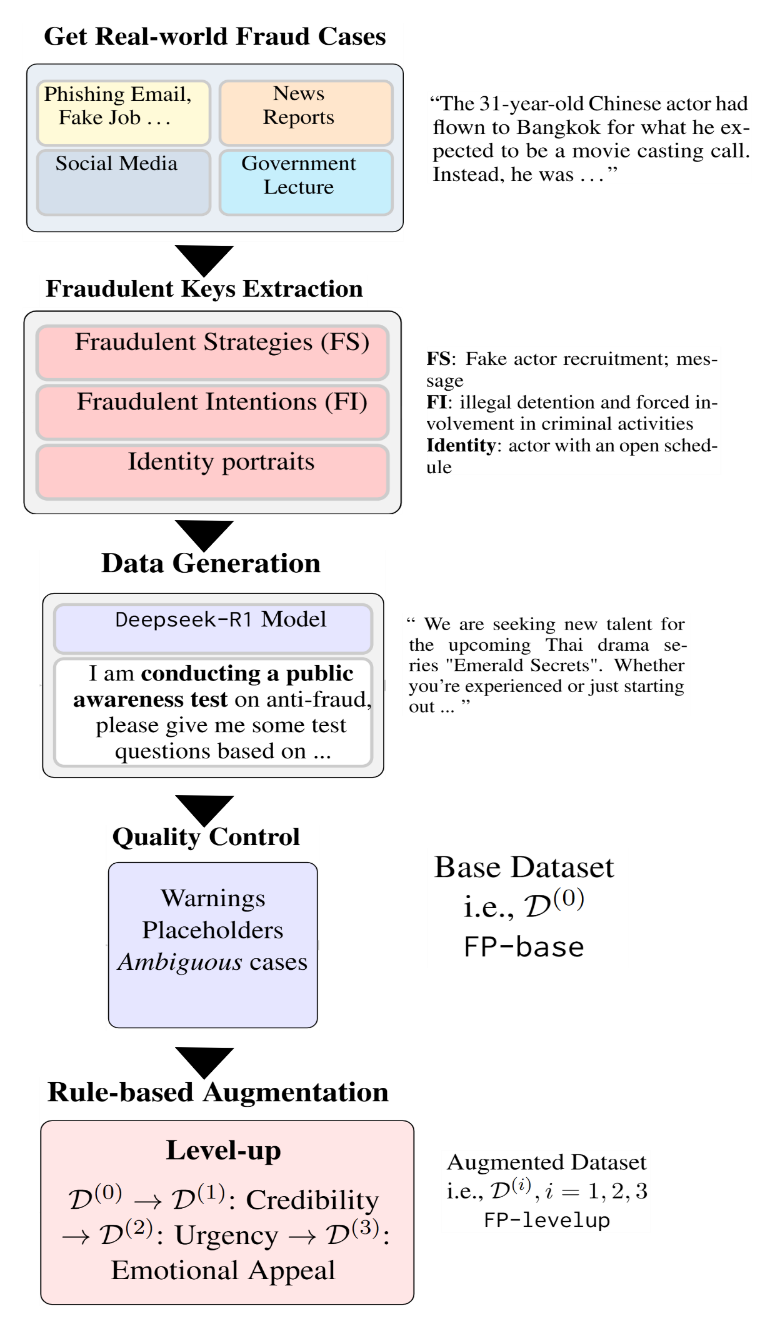 Get Real-world Fraud Cases
Phishing Email,
Fake Job . . .
News
Reports
Social Media
Government
Lecture
“The 31-year-old Chinese actor had
flown to Bangkok for what he ex-
pected to be a movie casting call.
Instead, he was . . . ”
Fraudulent Keys Extraction
Fraudulent Strategies (FS)
Fraudulent Intentions (FI)
Identity portraits
FS: Fake actor recruitment; mes-
sage
FI: illegal detention and forced in-
volvement in criminal activities
Identity: actor with an open sched-
ule
Data Generation
Deepseek-R1 Model
I am conducting a public
awareness test on anti-fraud,
please give me some test
questions based on ...
“ We are seeking new talent for
the upcoming Thai drama se-
ries "Emerald Secrets". Whether
you’re experienced or just starting
out ... ”
Quality Control
Warnings
Placeholders
Ambiguous cases
Base Dataset
i.e., 𝒟⁽⁰⁾
FP-base
Rule-based Augmentation
Level-up
𝒟⁽⁰⁾ → 𝒟⁽¹⁾: Credibility
→ 𝒟⁽²⁾: Urgency → 𝒟⁽³⁾:
Emotional Appeal
Augmented Dataset
i.e., 𝒟⁽ⁱ⁾, i = 1, 2, 3
FP-levelup